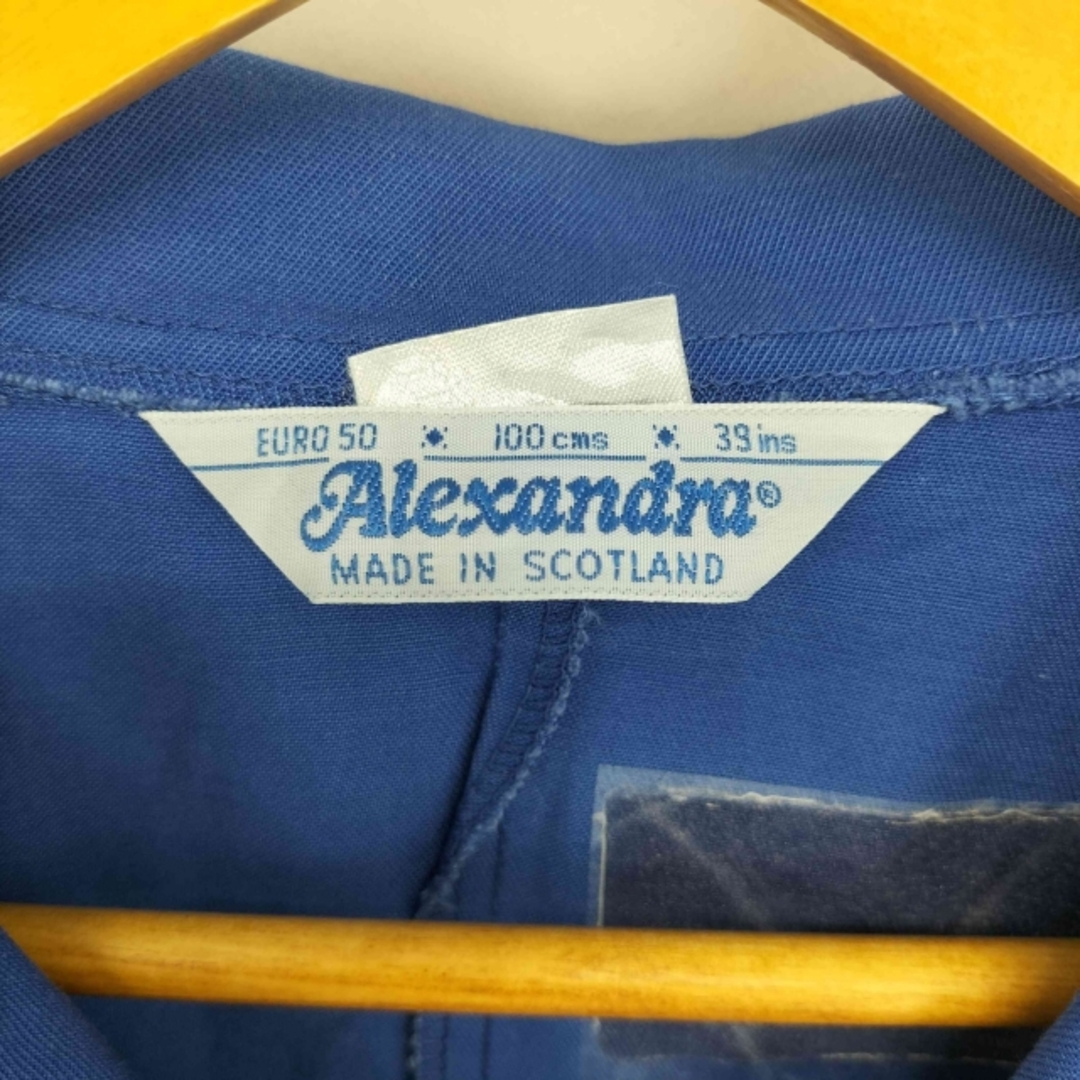 EURO 50 100 cms 39 ins
Alexandra®
MADE IN SCOTLAND